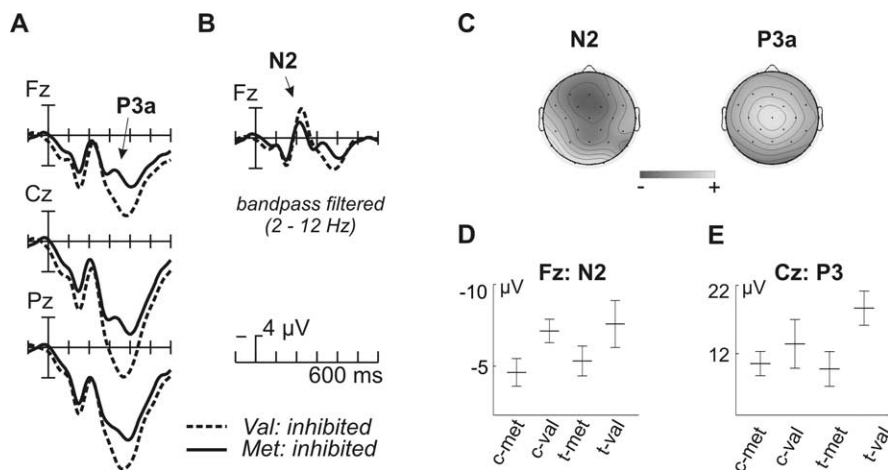 A
B
C
N2
P3a
N2
Fz
Fz
P3a
Cz
bandpass filtered
(2 - 12 Hz)
- +
Pz
D
E
Fz: N2
Cz: P3
-10 µV
-5
c-met
c-val
t-met
t-val
22 µV
12
c-met
c-val
t-met
t-val
4 µV
600 ms
Val: inhibited
Met: inhibited